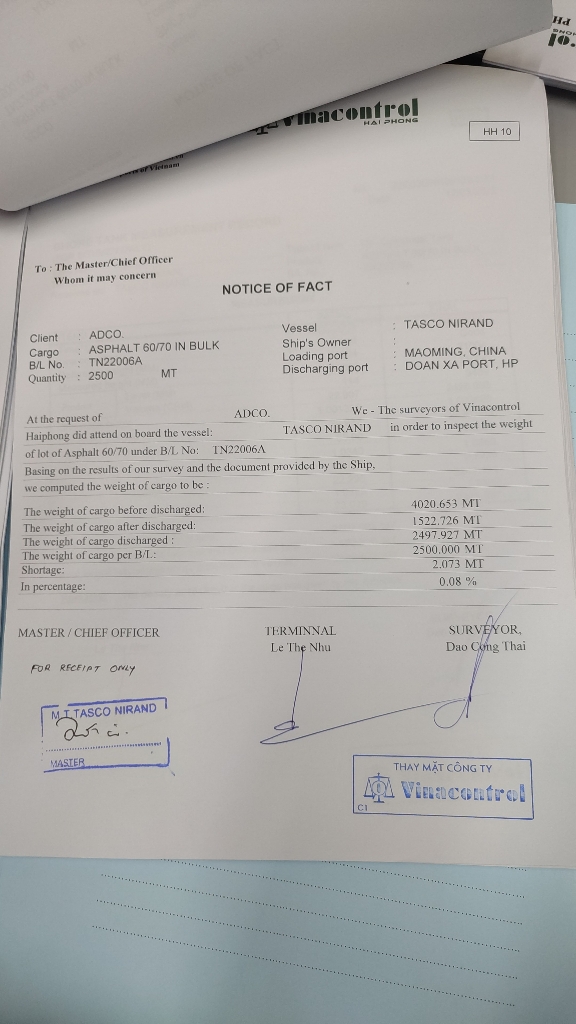 Vinacontrol
HAI PHONG
HH 10
of Vietnam
To : The Master/Chief Officer
Whom it may concern
NOTICE OF FACT
Client : ADCO.
Cargo : ASPHALT 60/70 IN BULK
B/L No. : TN22006A
Quantity : 2500 MT
Vessel : TASCO NIRAND
Ship's Owner :
Loading port : MAOMING, CHINA
Discharging port : DOAN XA PORT, HP
At the request of ADCO. We - The surveyors of Vinacontrol
Haiphong did attend on board the vessel: TASCO NIRAND in order to inspect the weight
of lot of Asphalt 60/70 under B/L No: TN22006A
Basing on the results of our survey and the document provided by the Ship,
we computed the weight of cargo to be :
The weight of cargo before discharged: 4020.653 MT
The weight of cargo after discharged: 1522.726 MT
The weight of cargo discharged : 2497.927 MT
The weight of cargo per B/L: 2500.000 MT
Shortage: 2.073 MT
In percentage: 0.08 %
MASTER / CHIEF OFFICER
TERMINNAL
SURVEYOR,
Le The Nhu
Dao Cong Thai
FOR RECEIPT ONLY
M.T TASCO NIRAND
MASTER
THAY MẶT CÔNG TY
Vinacontrol
C1